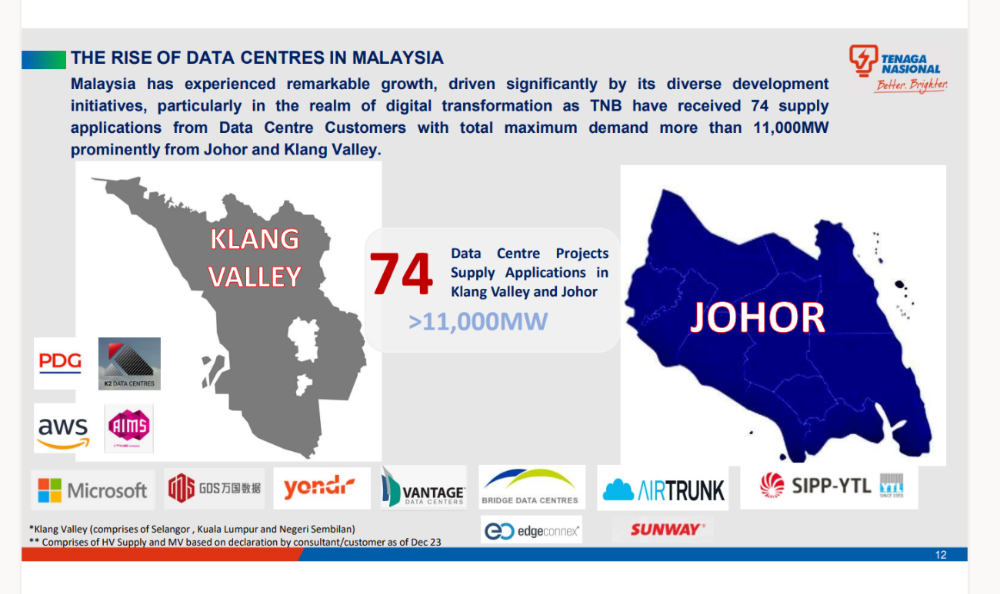 THE RISE OF DATA CENTRES IN MALAYSIA
TENAGA
NASIONAL
Better. Brighter.
Malaysia has experienced remarkable growth, driven significantly by its diverse development
initiatives, particularly in the realm of digital transformation as TNB have received 74 supply
applications from Data Centre Customers with total maximum demand more than 11,000MW
prominently from Johor and Klang Valley.
KLANG
VALLEY
74
Data Centre Projects
Supply Applications in
Klang Valley and Johor
>11,000MW
JOHOR
PDG
K2 DATA CENTRES
aws
AIMS
Microsoft
GDS万国数据
yondr
VANTAGE
DATA CENTERS
BRIDGE DATA CENTRES
AIRTRUNK
SIPP-YTL
YTL
SINCE 1955
edgeconnex
SUNWAY
*Klang Valley (comprises of Selangor , Kuala Lumpur and Negeri Sembilan)
** Comprises of HV Supply and MV based on declaration by consultant/customer as of Dec 23
12